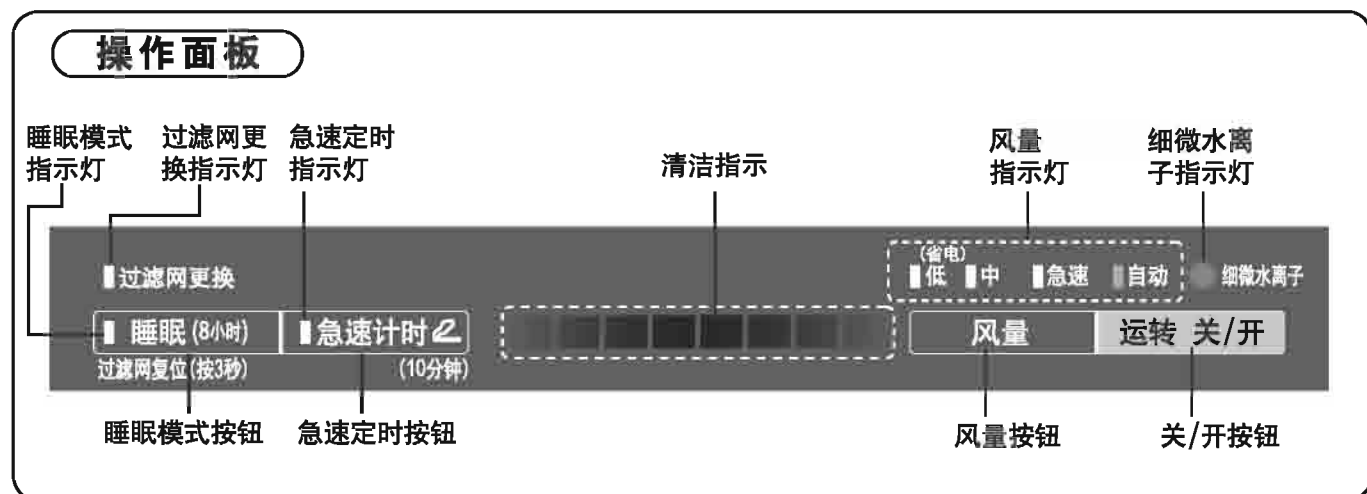 操作面板
睡眠模式
指示灯
过滤网更
换指示灯
急速定时
指示灯
清洁指示
风量
指示灯
细微水离
子指示灯
过滤网更换
(省电)
低 中 急速 自动 细微水离子
睡眠 (8小时) 急速计时
风量 运转 关/开
过滤网复位(按3秒) (10分钟)
睡眠模式按钮
急速定时按钮
风量按钮
关/开按钮